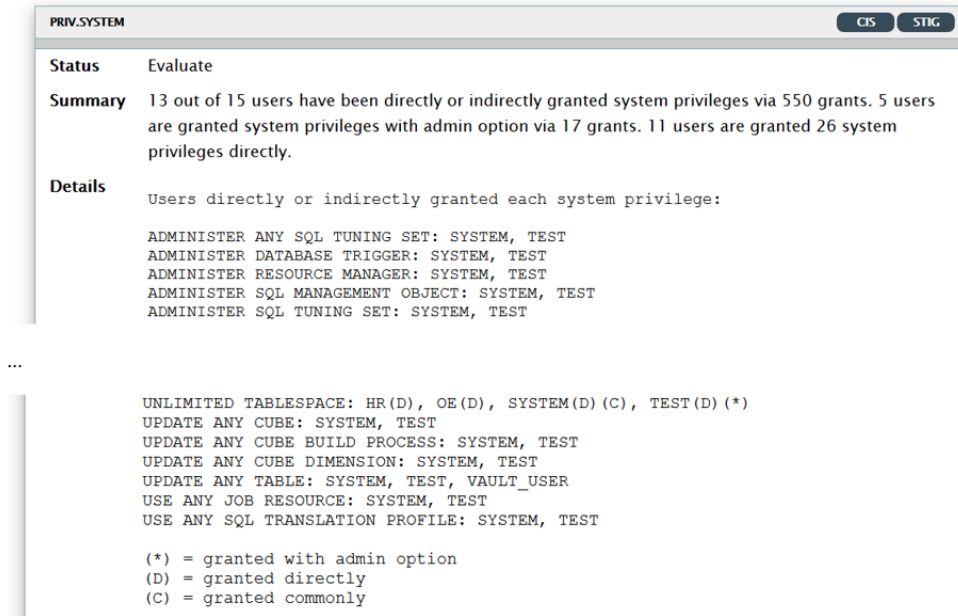 PRIV.SYSTEM CIS STIG
Status Evaluate
Summary 13 out of 15 users have been directly or indirectly granted system privileges via 550 grants. 5 users
are granted system privileges with admin option via 17 grants. 11 users are granted 26 system
privileges directly.
Details
Users directly or indirectly granted each system privilege:
ADMINISTER ANY SQL TUNING SET: SYSTEM, TEST
ADMINISTER DATABASE TRIGGER: SYSTEM, TEST
ADMINISTER RESOURCE MANAGER: SYSTEM, TEST
ADMINISTER SQL MANAGEMENT OBJECT: SYSTEM, TEST
ADMINISTER SQL TUNING SET: SYSTEM, TEST
...
UNLIMITED TABLESPACE: HR(D), OE(D), SYSTEM(D)(C), TEST(D)(*)
UPDATE ANY CUBE: SYSTEM, TEST
UPDATE ANY CUBE BUILD PROCESS: SYSTEM, TEST
UPDATE ANY CUBE DIMENSION: SYSTEM, TEST
UPDATE ANY TABLE: SYSTEM, TEST, VAULT_USER
USE ANY JOB RESOURCE: SYSTEM, TEST
USE ANY SQL TRANSLATION PROFILE: SYSTEM, TEST
(*) = granted with admin option
(D) = granted directly
(C) = granted commonly